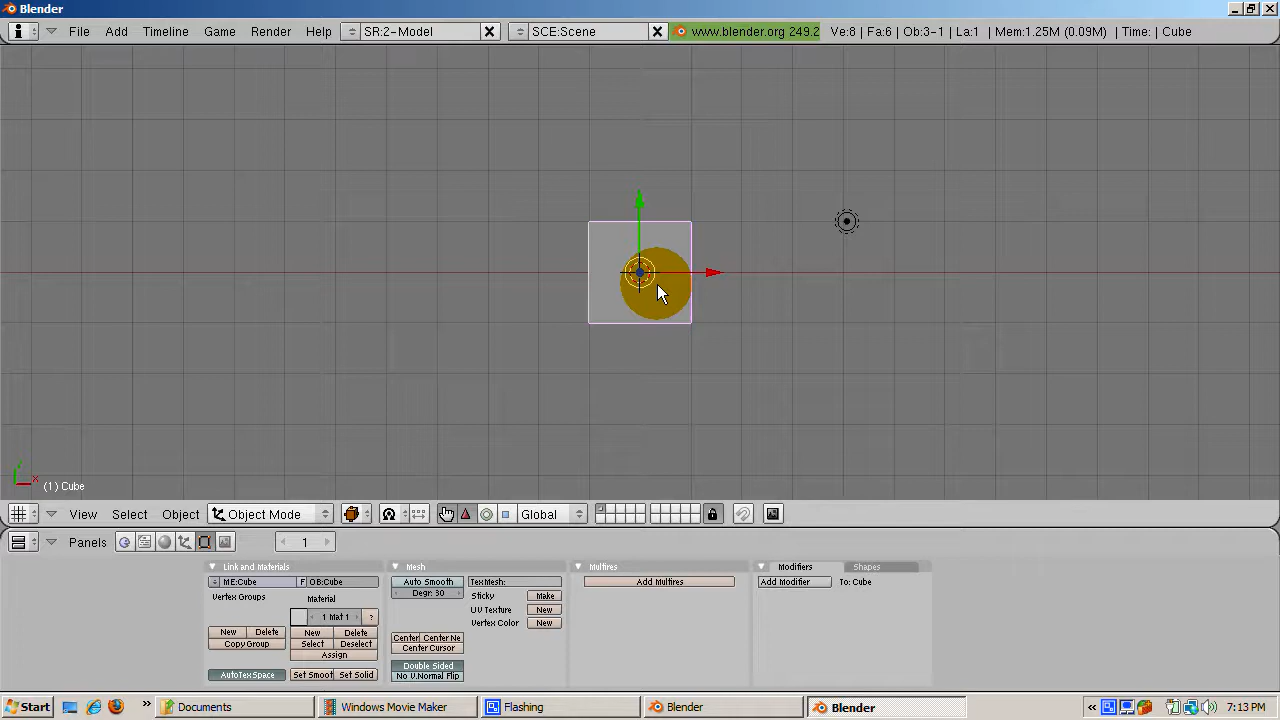 Blender
File Add Timeline Game Render Help SR:2-Model SCE:Scene www.blender.org 249.2 Ve:8 | Fa:6 | Ob:3-1 | La:1 | Mem:1.25M (0.09M) | Time: | Cube
(1) Cube
View Select Object Object Mode Global
Panels 1
Link and Materials Mesh Multires Modifiers Shapes
ME:Cube F OB:Cube Auto Smooth TexMesh: Add Multires Add Modifier To: Cube
Vertex Groups Material Degr: 30 Sticky Make
1 Mat 1 ? UV Texture New
New Delete New Delete Vertex Color New
Copy Group Select Deselect Center Center Ne
Assign Center Cursor
AutoTexSpace Set Smoot Set Solid Double Sided
No V.Normal Flip
Start Documents Windows Movie Maker Flashing Blender Blender 7:13 PM